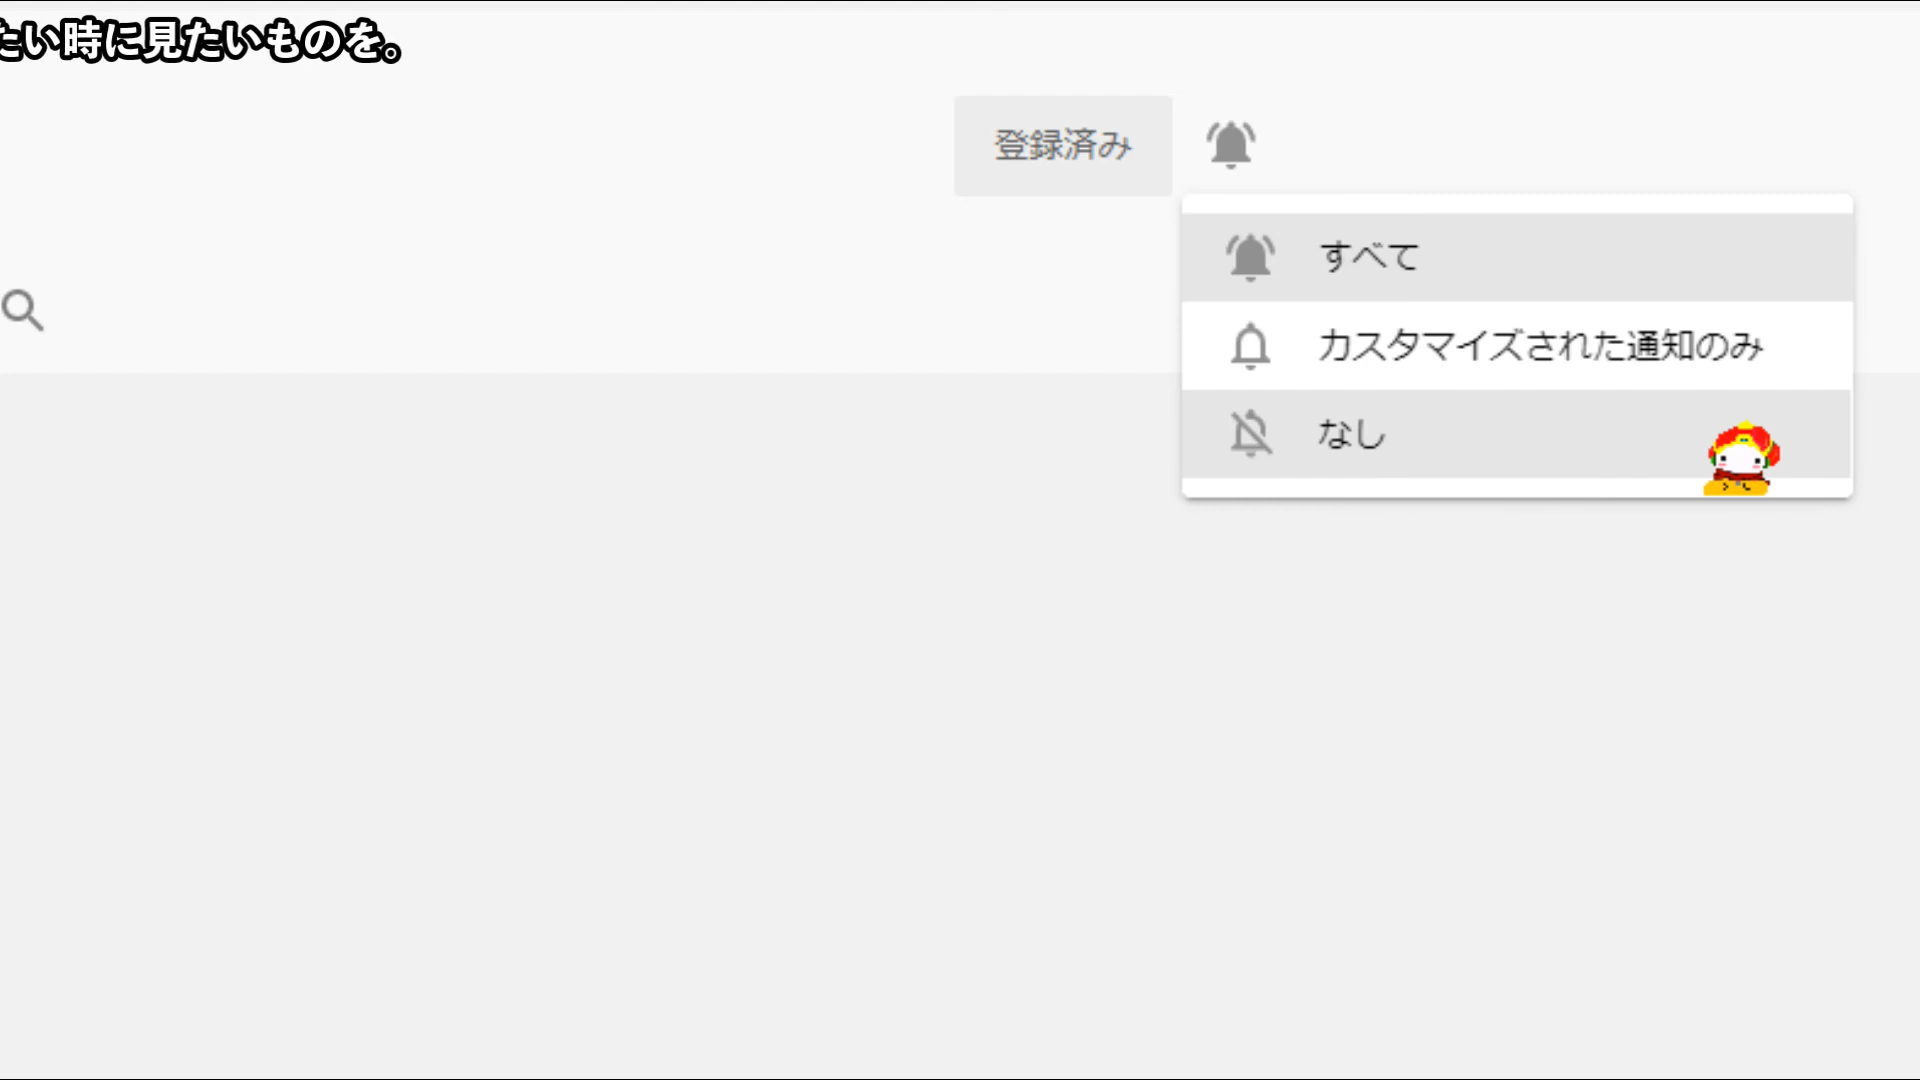 たい時に見たいものを。
登録済み
すべて
カスタマイズされた通知のみ
なし